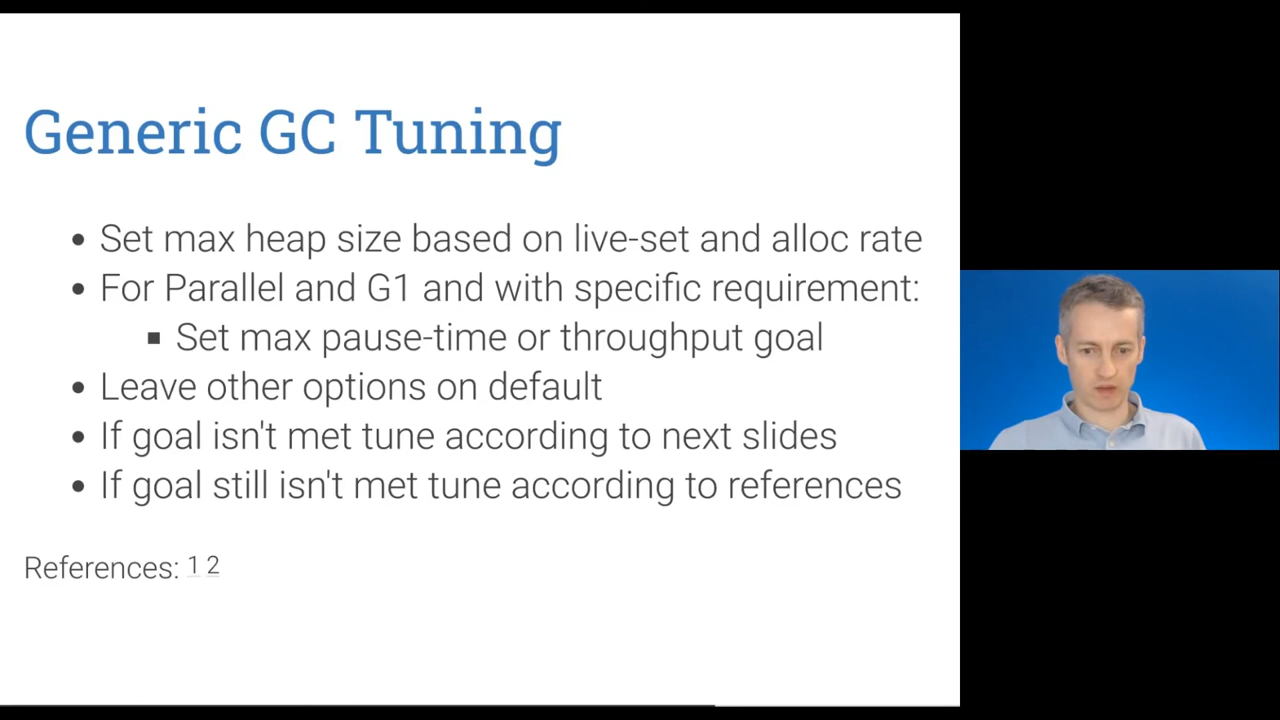 Generic GC Tuning
• Set max heap size based on live-set and alloc rate
• For Parallel and G1 and with specific requirement:
▪ Set max pause-time or throughput goal
• Leave other options on default
• If goal isn't met tune according to next slides
• If goal still isn't met tune according to references
References: 1 2